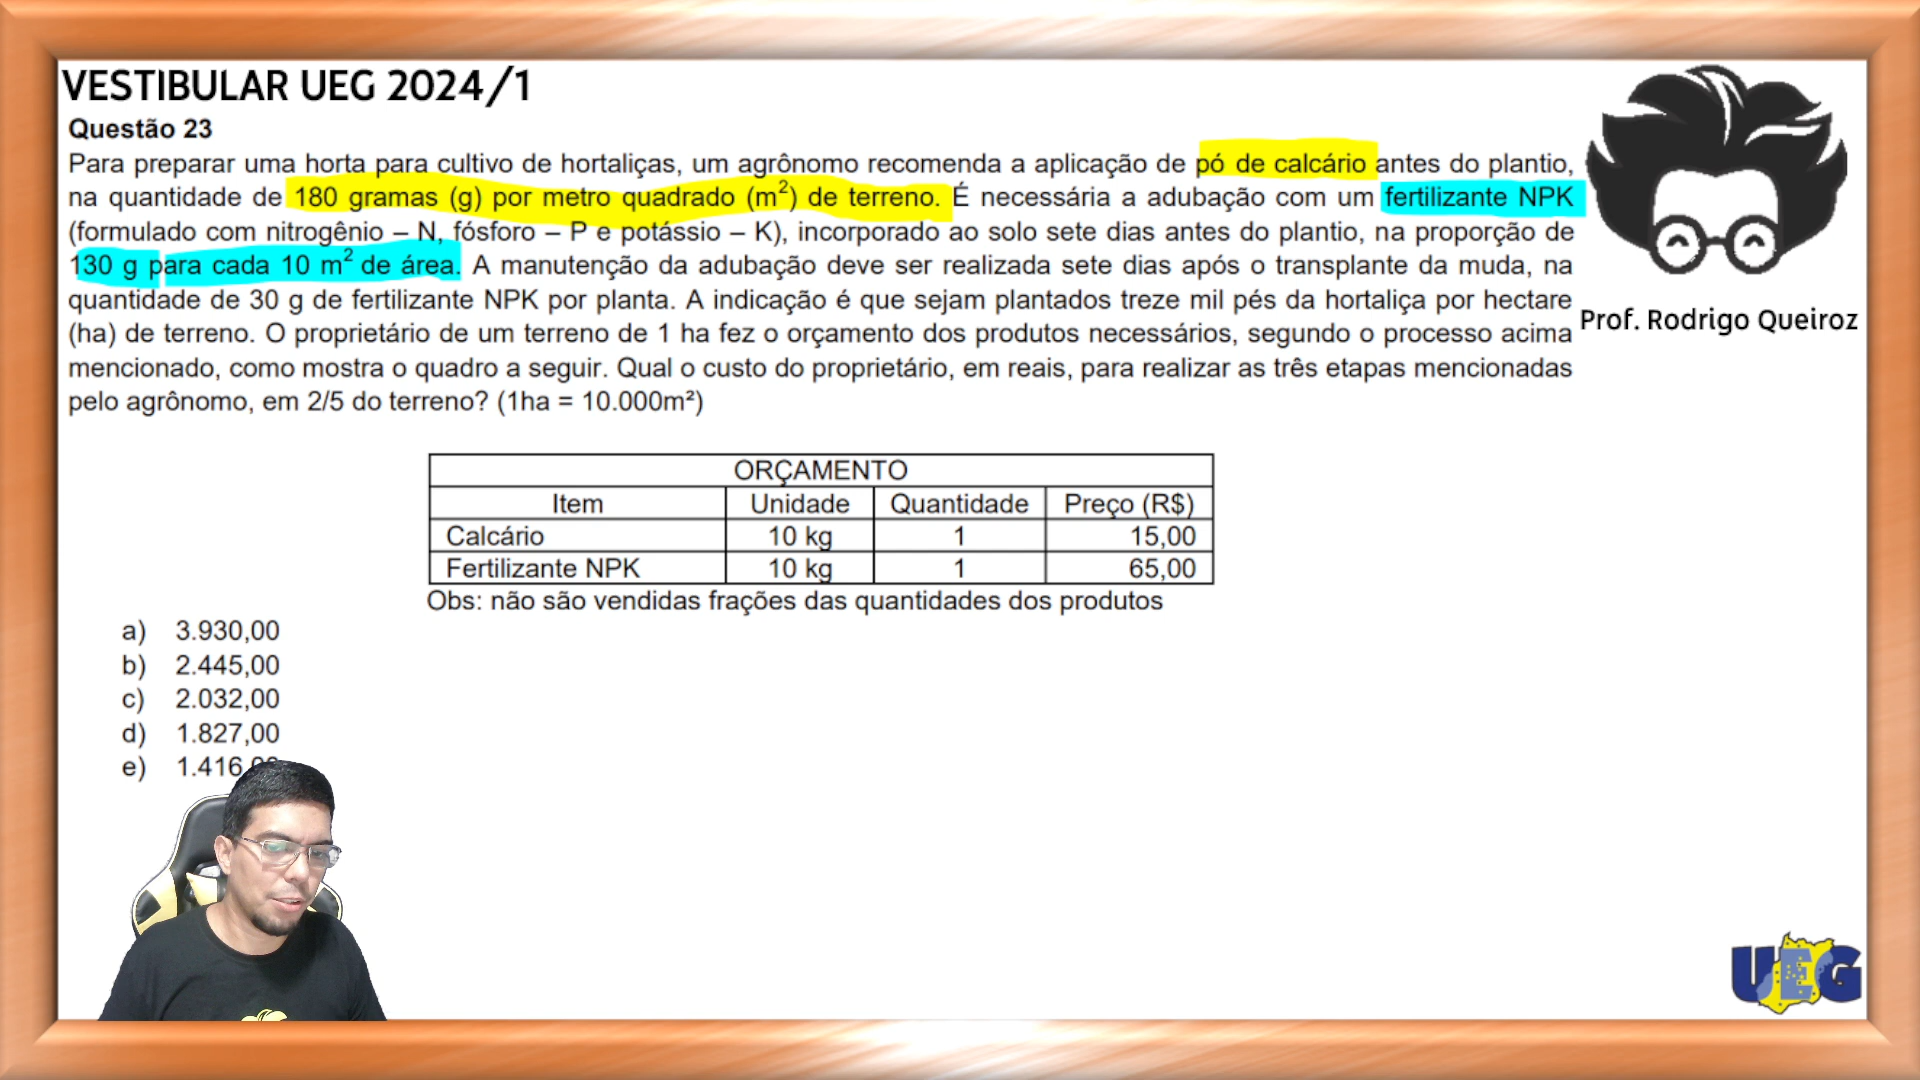 VESTIBULAR UEG 2024/1
Questão 23
Para preparar uma horta para cultivo de hortaliças, um agrônomo recomenda a aplicação de pó de calcário antes do plantio,
na quantidade de 180 gramas (g) por metro quadrado (m²) de terreno. É necessária a adubação com um fertilizante NPK
(formulado com nitrogênio – N, fósforo – P e potássio – K), incorporado ao solo sete dias antes do plantio, na proporção de
130 g para cada 10 m² de área. A manutenção da adubação deve ser realizada sete dias após o transplante da muda, na
quantidade de 30 g de fertilizante NPK por planta. A indicação é que sejam plantados treze mil pés da hortaliça por hectare
(ha) de terreno. O proprietário de um terreno de 1 ha fez o orçamento dos produtos necessários, segundo o processo acima
mencionado, como mostra o quadro a seguir. Qual o custo do proprietário, em reais, para realizar as três etapas mencionadas
pelo agrônomo, em 2/5 do terreno? (1ha = 10.000m²)
Prof. Rodrigo Queiroz
ORÇAMENTO
Item Unidade Quantidade Preço (R$)
Calcário 10 kg 1 15,00
Fertilizante NPK 10 kg 1 65,00
Obs: não são vendidas frações das quantidades dos produtos
a) 3.930,00
b) 2.445,00
c) 2.032,00
d) 1.827,00
e) 1.416
UEG